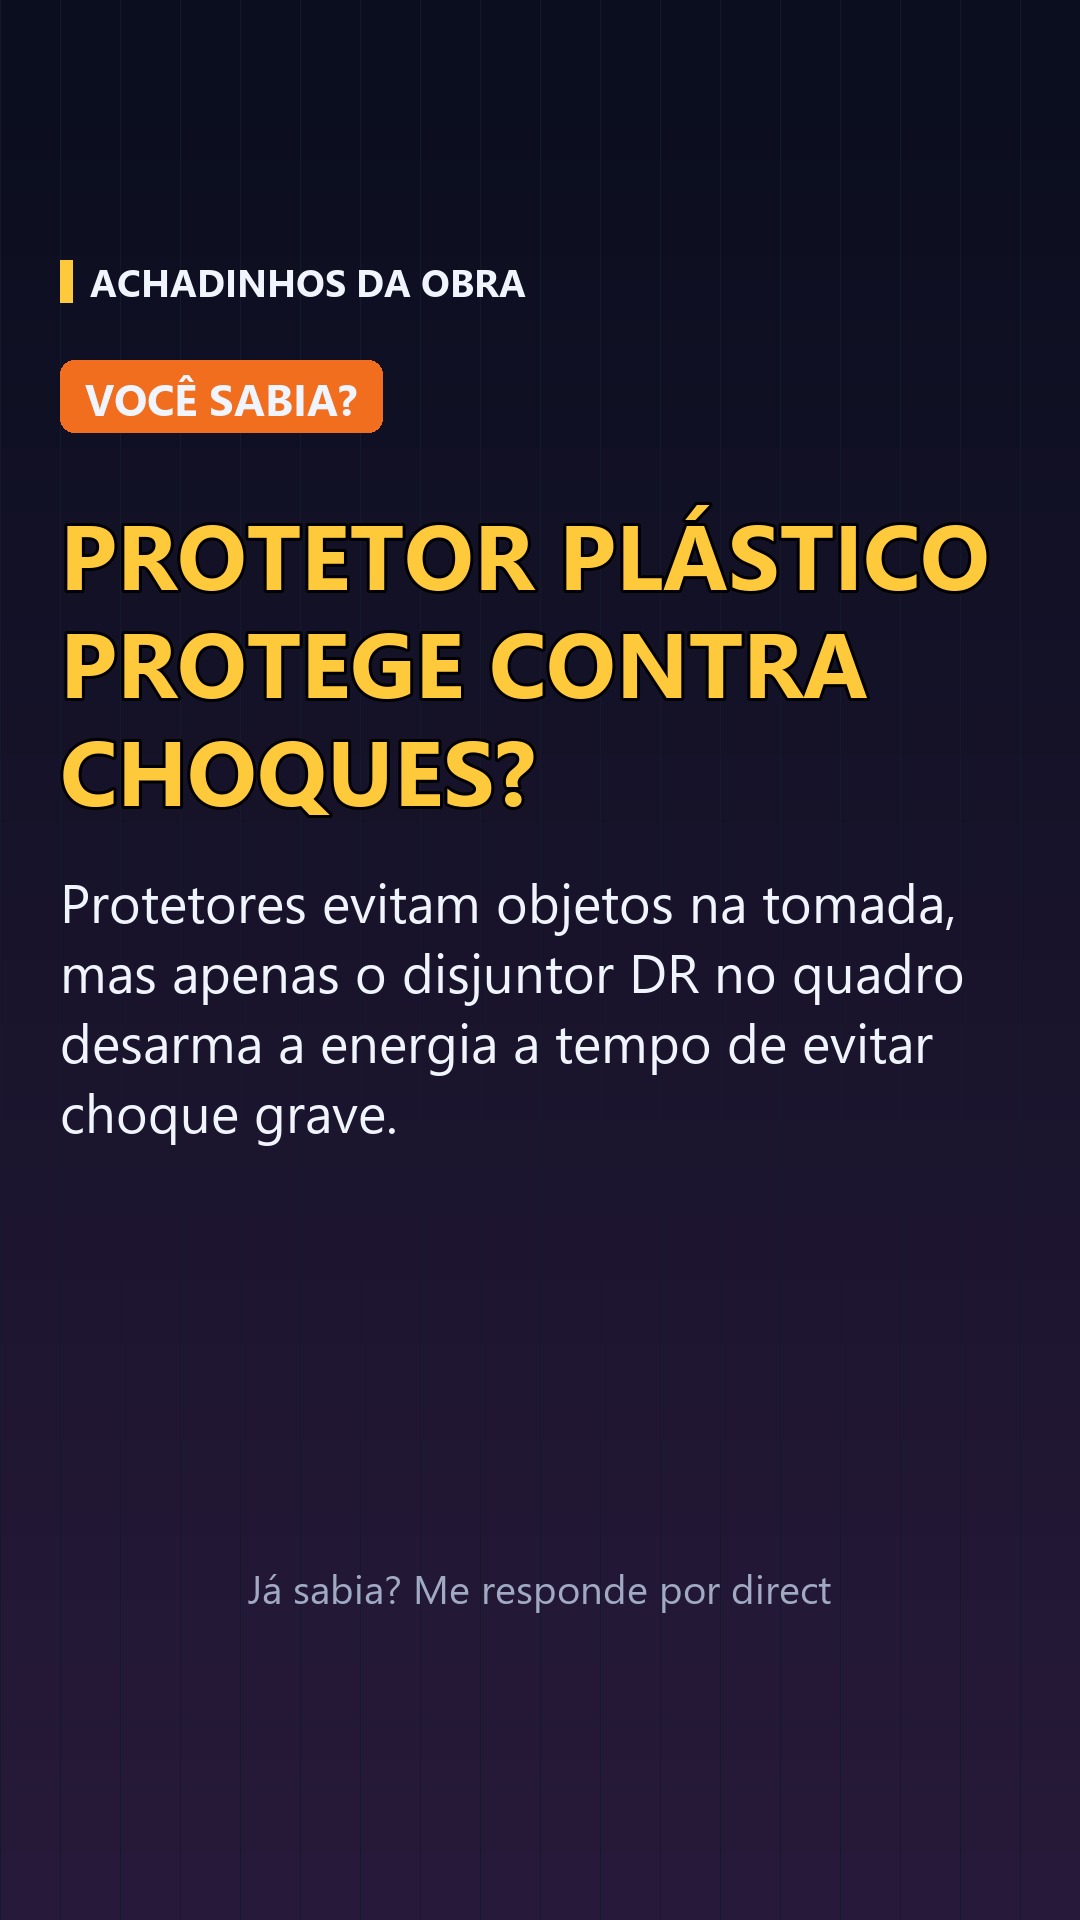 ACHADINHOS DA OBRA
VOCÊ SABIA?
PROTETOR PLÁSTICO
PROTEGE CONTRA
CHOQUES?
Protetores evitam objetos na tomada,
mas apenas o disjuntor DR no quadro
desarma a energia a tempo de evitar
choque grave.
Já sabia? Me responde por direct